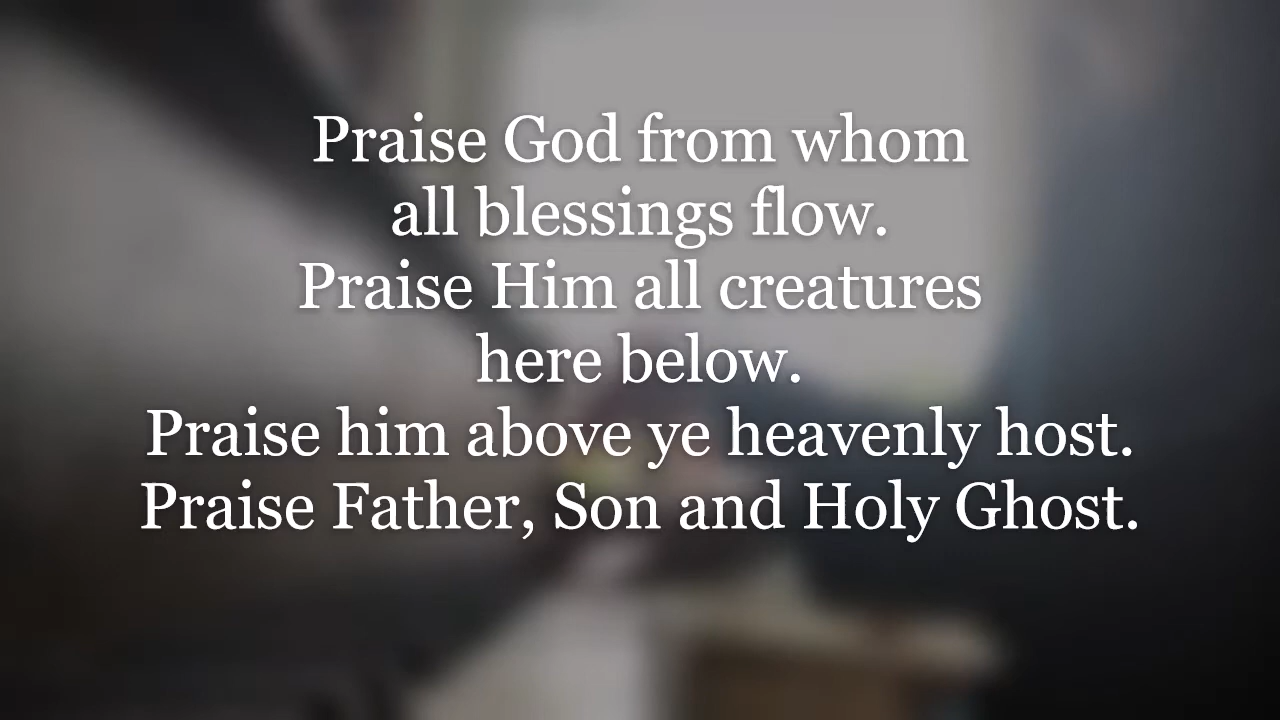 Praise God from whom
all blessings flow.
Praise Him all creatures
here below.
Praise him above ye heavenly host.
Praise Father, Son and Holy Ghost.